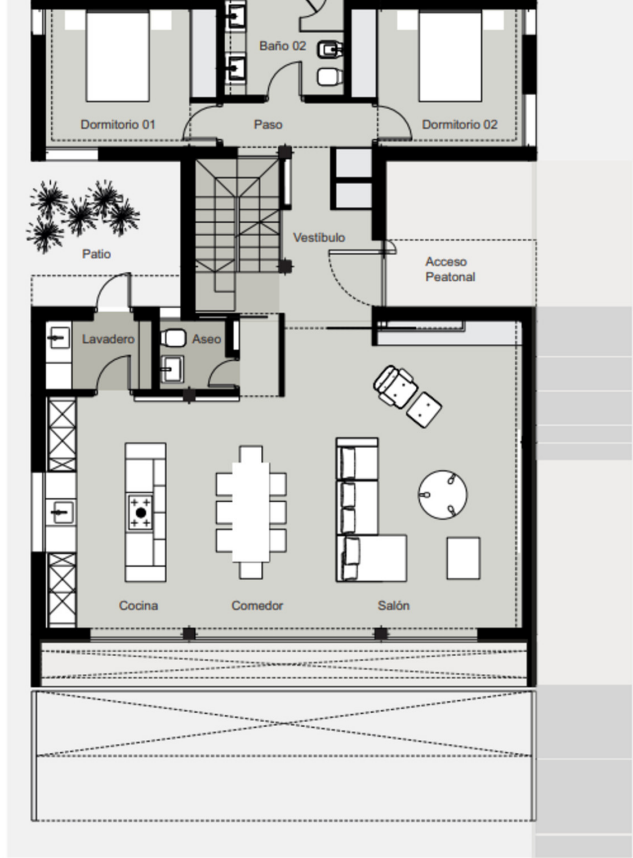 Baño 02
Dormitorio 01
Paso
Dormitorio 02
Vestíbulo
Patio
Acceso
Peatonal
Lavadero
Aseo
Cocina
Comedor
Salón